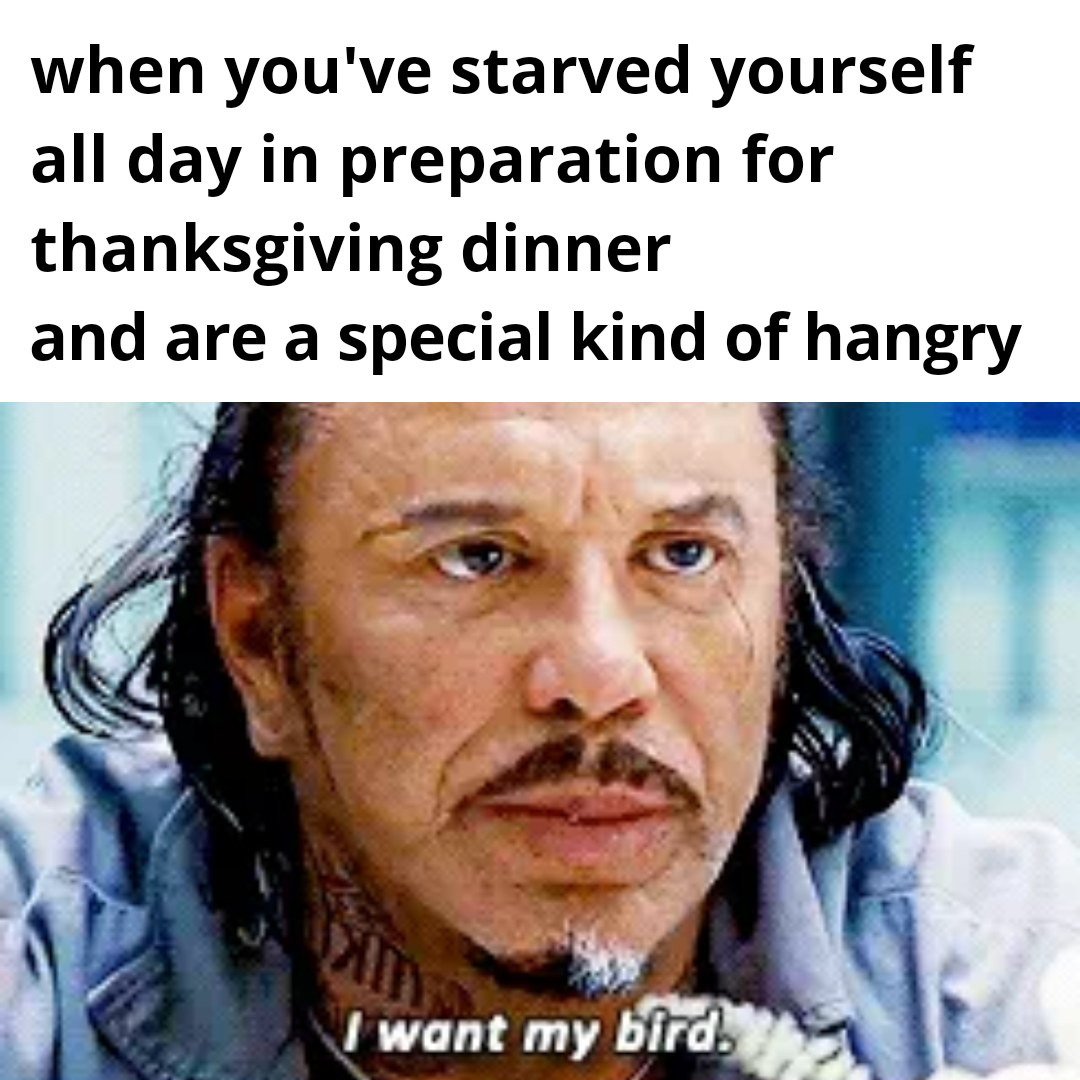 when you've starved yourself
all day in preparation for
thanksgiving dinner
and are a special kind of hangry
I want my bird.